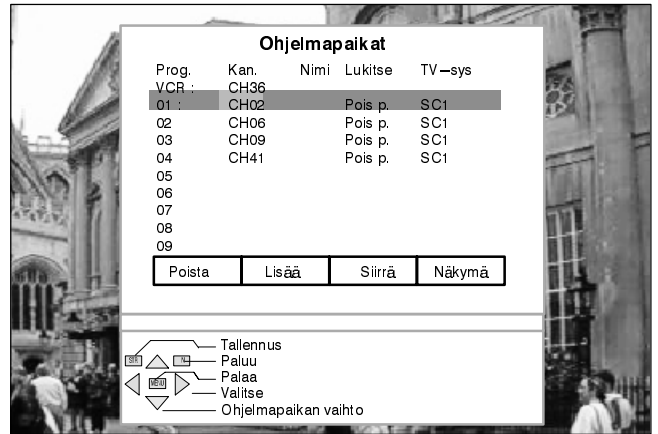 Ohjelmapaikat
Prog. Kan. Nimi Lukitse TV–sys
VCR : CH36
01 : CH02 Pois p. SC1
02 CH06 Pois p. SC1
03 CH09 Pois p. SC1
04 CH41 Pois p. SC1
05
06
07
08
09
Poista Lisää Siirrä Näkymä
Tallennus
STR N Paluu
MENU Palaa
Valitse
Ohjelmapaikan vaihto